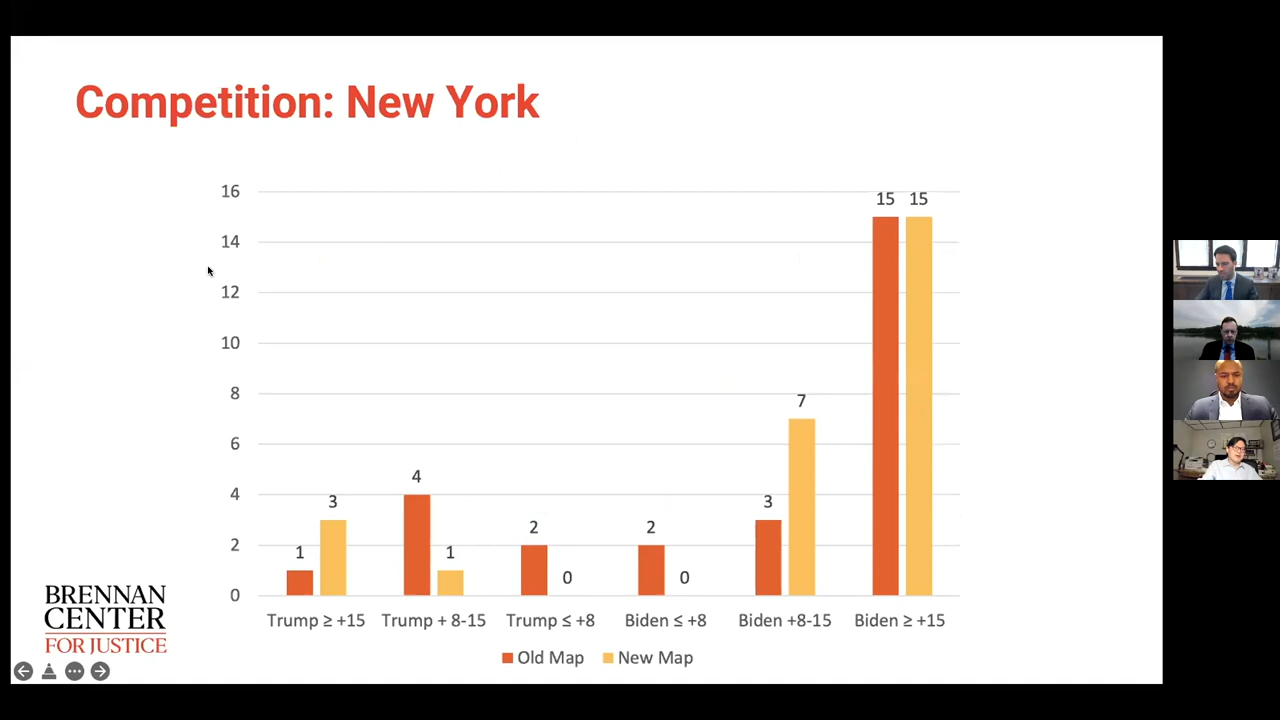 Competition: New York
16
14
12
10
8
6
4
2
0
1
3
4
1
2
0
2
0
3
7
15
15
Trump ≥ +15
Trump + 8-15
Trump ≤ +8
Biden ≤ +8
Biden +8-15
Biden ≥ +15
Old Map
New Map
BRENNAN
CENTER
FOR JUSTICE